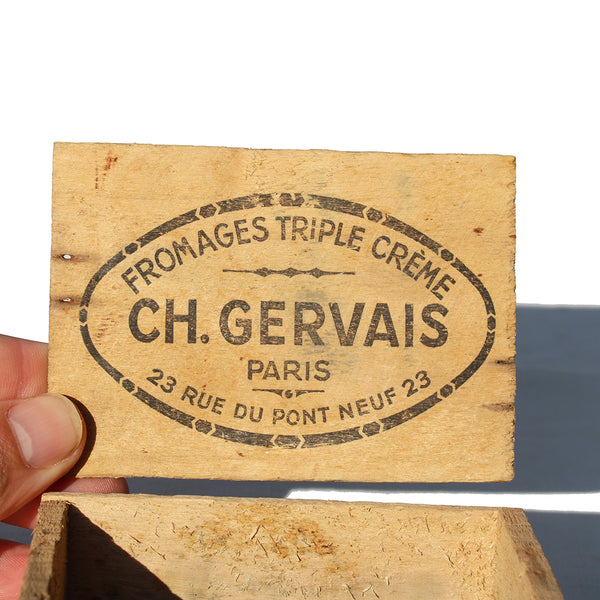 FROMAGES TRIPLE CRÈME
CH. GERVAIS
PARIS
23 RUE DU PONT NEUF 23